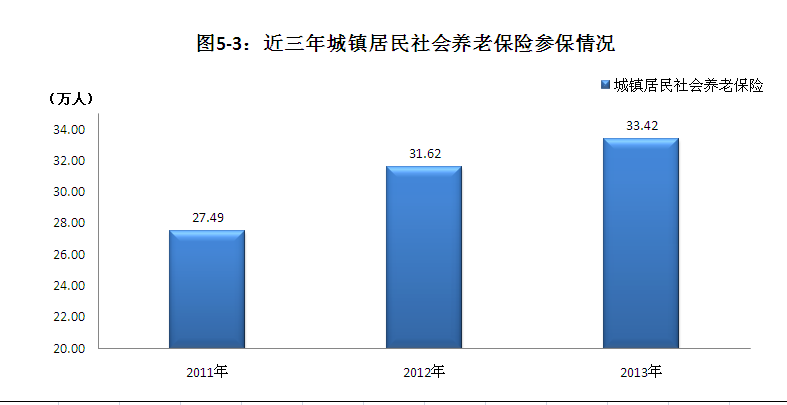 图5-3：近三年城镇居民社会养老保险参保情况
城镇居民社会养老保险
（万人）
34.00
32.00
30.00
28.00
26.00
24.00
22.00
20.00
27.49
31.62
33.42
2011年
2012年
2013年